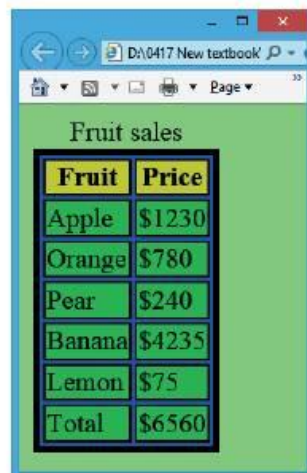 D:\0417 New textbook\
Page
Fruit sales
Fruit Price
Apple $1230
Orange $780
Pear $240
Banana $4235
Lemon $75
Total $6560